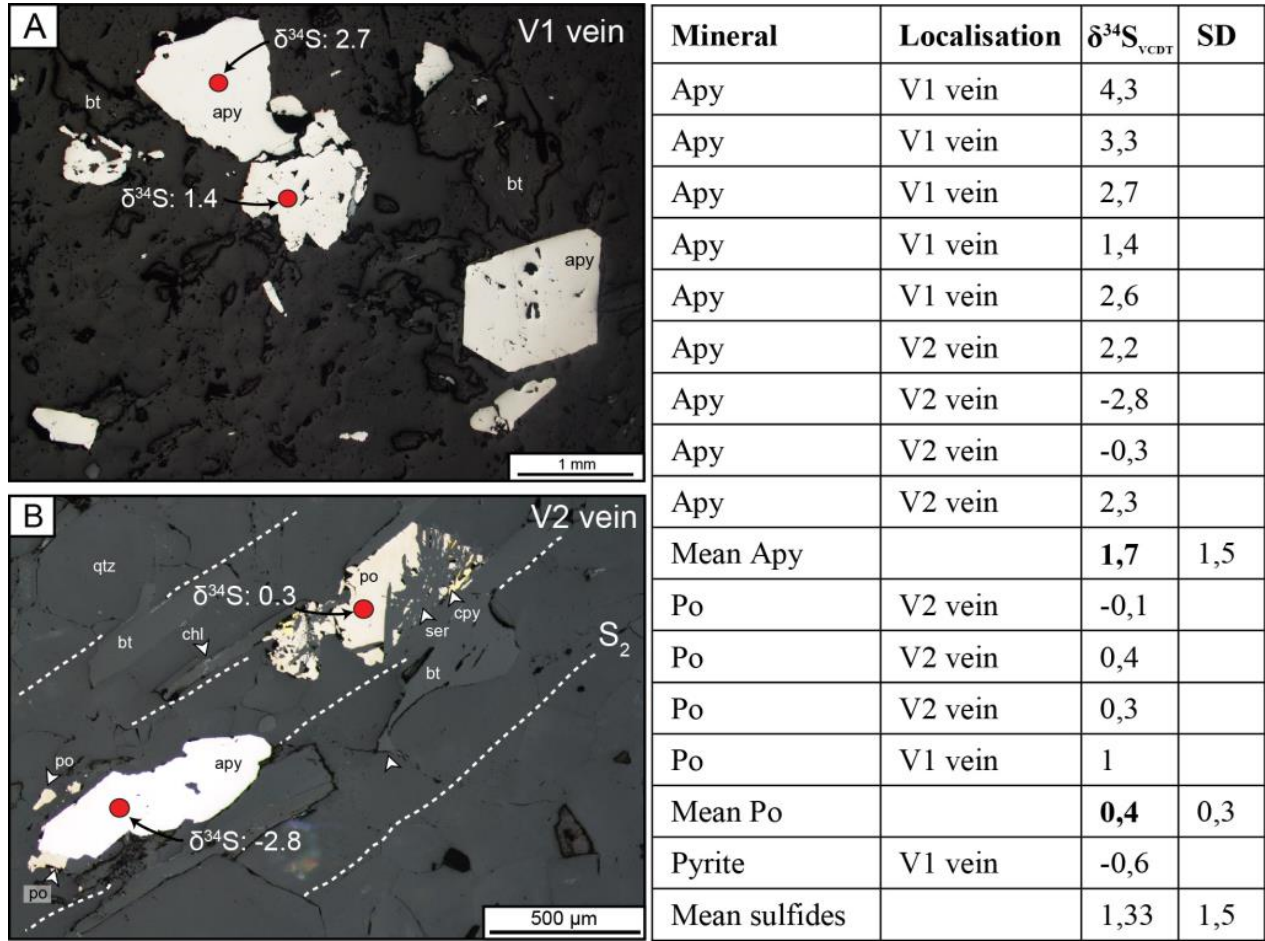 A
V1 vein
δ³⁴S: 2.7
bt
apy
bt
δ³⁴S: 1.4
apy
1 mm
B
V2 vein
qtz
po
δ³⁴S: 0.3
cpy
chl
ser
S₂
bt
bt
po
apy
δ³⁴S: -2.8
po
500 µm
Mineral Localisation δ³⁴S VCDT SD
Apy V1 vein 4,3
Apy V1 vein 3,3
Apy V1 vein 2,7
Apy V1 vein 1,4
Apy V1 vein 2,6
Apy V2 vein 2,2
Apy V2 vein -2,8
Apy V2 vein -0,3
Apy V2 vein 2,3
Mean Apy 1,7 1,5
Po V2 vein -0,1
Po V2 vein 0,4
Po V2 vein 0,3
Po V1 vein 1
Mean Po 0,4 0,3
Pyrite V1 vein -0,6
Mean sulfides 1,33 1,5